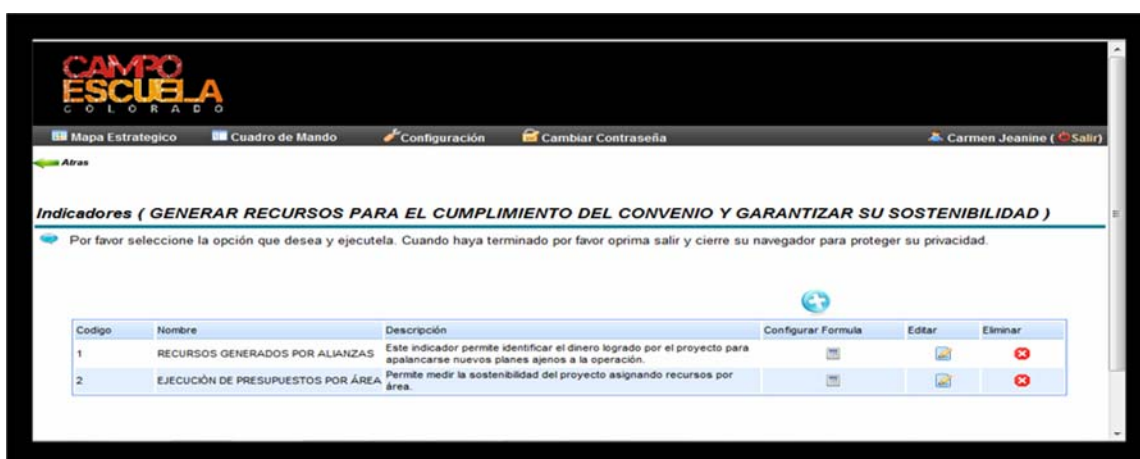 CAMPO
ESCUELA
COLORADO
Mapa Estrategico Cuadro de Mando Configuración Cambiar Contraseña Carmen Jeanine ( Salir)
Atras
Indicadores ( GENERAR RECURSOS PARA EL CUMPLIMIENTO DEL CONVENIO Y GARANTIZAR SU SOSTENIBILIDAD )
Por favor seleccione la opción que desea y ejecutela. Cuando haya terminado por favor oprima salir y cierre su navegador para proteger su privacidad.
Codigo Nombre Descripción Configurar Formula Editar Eliminar
1 RECURSOS GENERADOS POR ALIANZAS Este indicador permite identificar el dinero logrado por el proyecto para
apalancarse nuevos planes ajenos a la operación.
2 EJECUCIÓN DE PRESUPUESTOS POR ÁREA Permite medir la sostenibilidad del proyecto asignando recursos por
área.